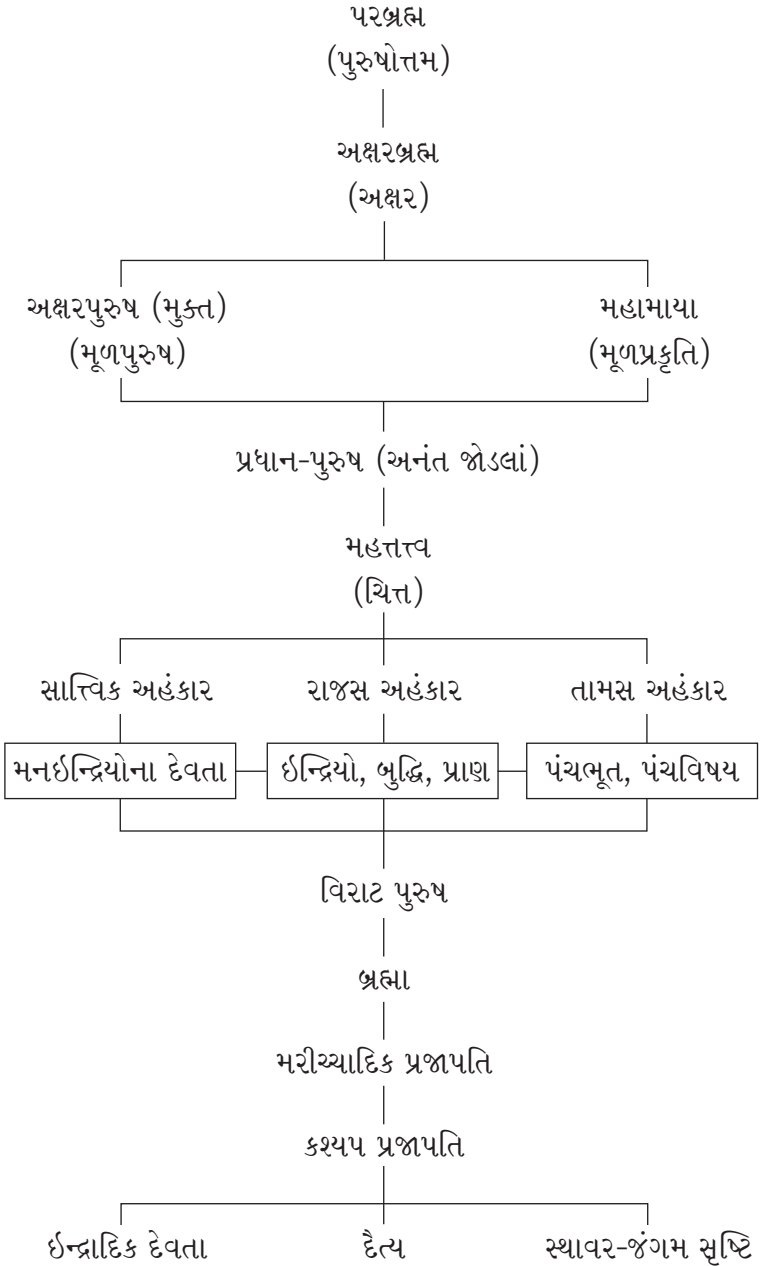 પરબ્રહ્મ
(પુરુષોત્તમ)
અક્ષરબ્રહ્મ
(અક્ષર)
અક્ષરપુરુષ (મુક્ત)
(મૂળપુરુષ)
મહામાયા
(મૂળપ્રકૃતિ)
પ્રધાન-પુરુષ (અનંત જોડલાં)
મહત્તત્ત્વ
(ચિત્ત)
સાત્ત્વિક અહંકાર
રાજસ અહંકાર
તામસ અહંકાર
મનઇન્દ્રિયોના દેવતા
ઇન્દ્રિયો, બુદ્ધિ, પ્રાણ
પંચભૂત, પંચવિષય
વિરાટ પુરુષ
બ્રહ્મા
મરીચ્યાદિક પ્રજાપતિ
કશ્યપ પ્રજાપતિ
ઇન્દ્રાદિક દેવતા
દૈત્ય
સ્થાવર-જંગમ સૃષ્ટિ